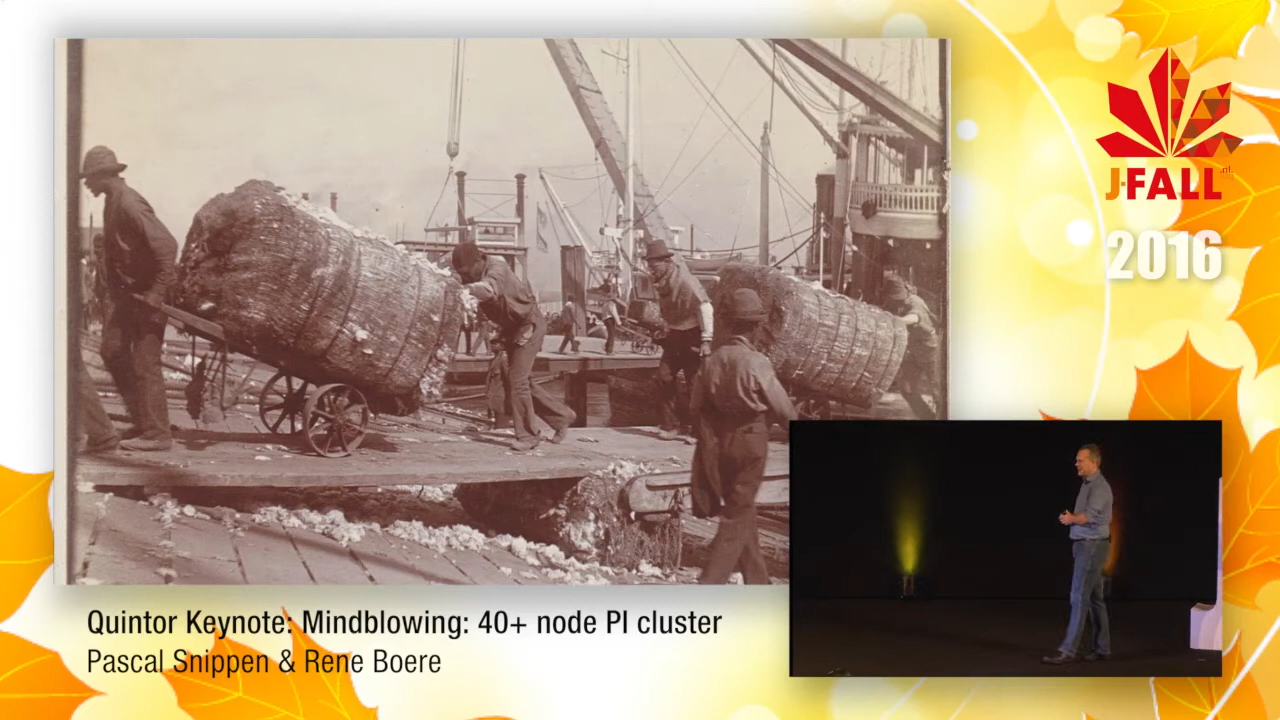 J-FALL
.nl
2016
Quintor Keynote: Mindblowing: 40+ node PI cluster
Pascal Snippen & Rene Boere